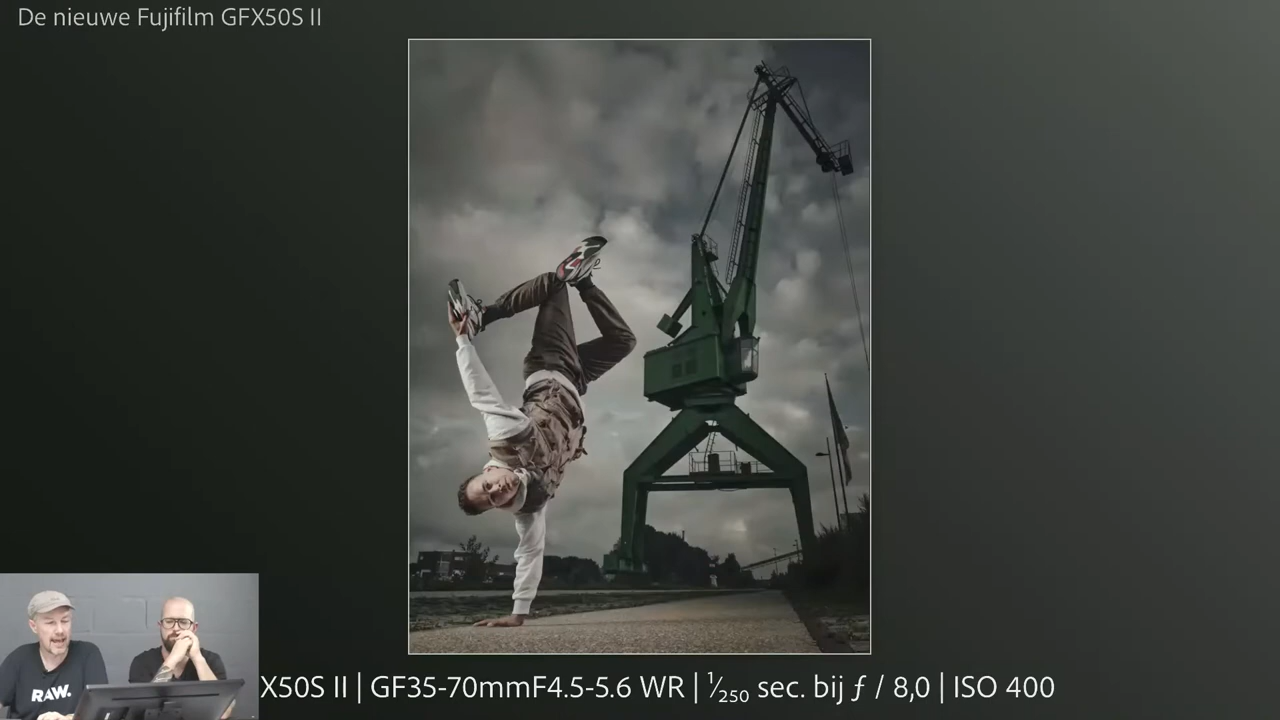 De nieuwe Fujifilm GFX50S II
RAW.
X50S II | GF35-70mmF4.5-5.6 WR | 1/250 sec. bij ƒ / 8,0 | ISO 400